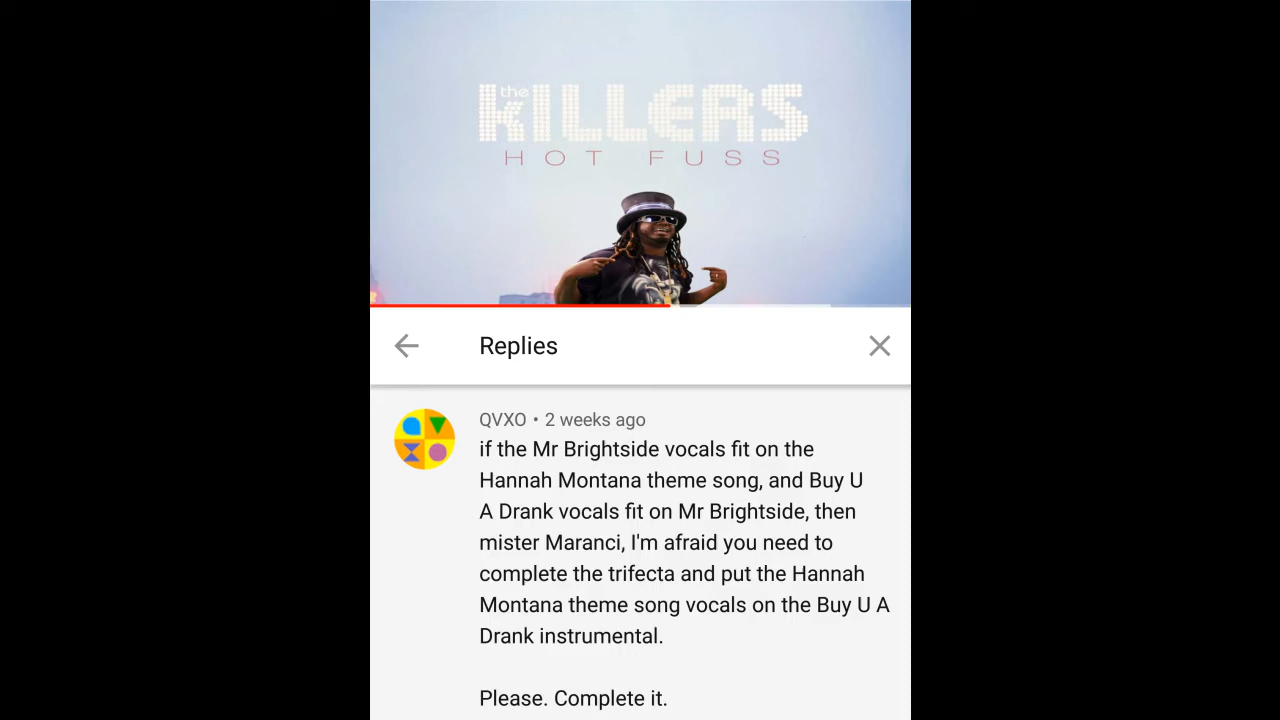 the
KILLERS
HOT FUSS
Replies
QVXO • 2 weeks ago
if the Mr Brightside vocals fit on the
Hannah Montana theme song, and Buy U
A Drank vocals fit on Mr Brightside, then
mister Maranci, I'm afraid you need to
complete the trifecta and put the Hannah
Montana theme song vocals on the Buy U A
Drank instrumental.
Please. Complete it.